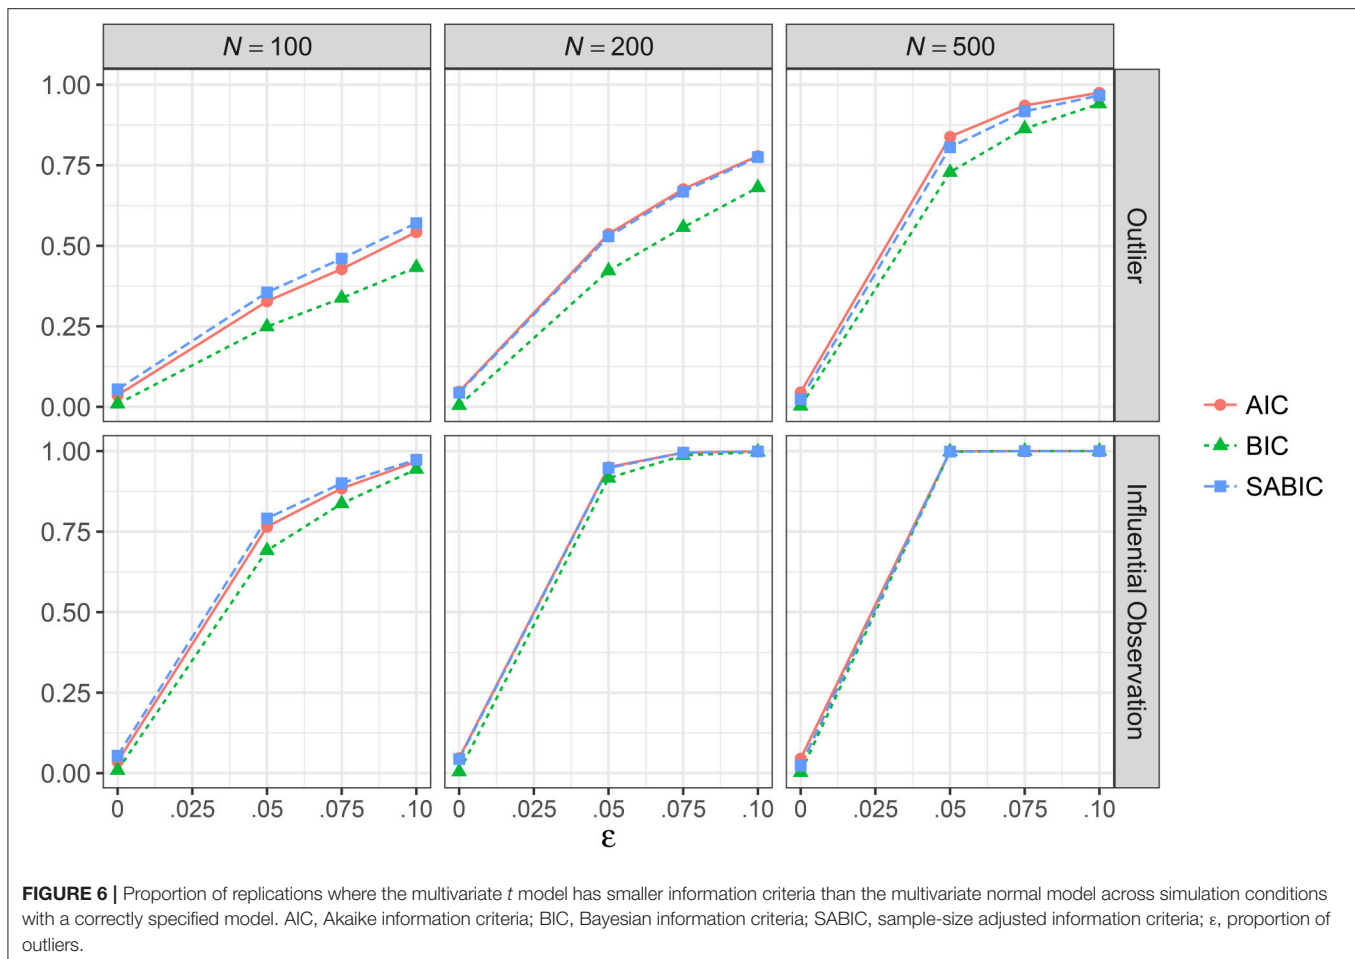 N = 100
N = 200
N = 500
1.00
0.75
0.50
0.25
0.00
Outlier
1.00
0.75
0.50
0.25
0.00
Influential Observation
0 .025 .05 .075 .10
0 .025 .05 .075 .10
0 .025 .05 .075 .10
ε
AIC
BIC
SABIC
FIGURE 6 | Proportion of replications where the multivariate t model has smaller information criteria than the multivariate normal model across simulation conditions
with a correctly specified model. AIC, Akaike information criteria; BIC, Bayesian information criteria; SABIC, sample-size adjusted information criteria; ε, proportion of
outliers.